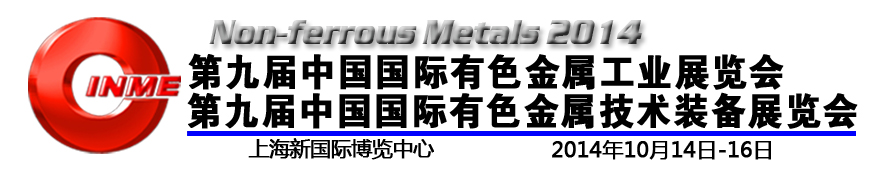 INME
Non-ferrous Metals 2014
第九届中国国际有色金属工业展览会
第九届中国国际有色金属技术装备展览会
上海新国际博览中心 2014年10月14日-16日